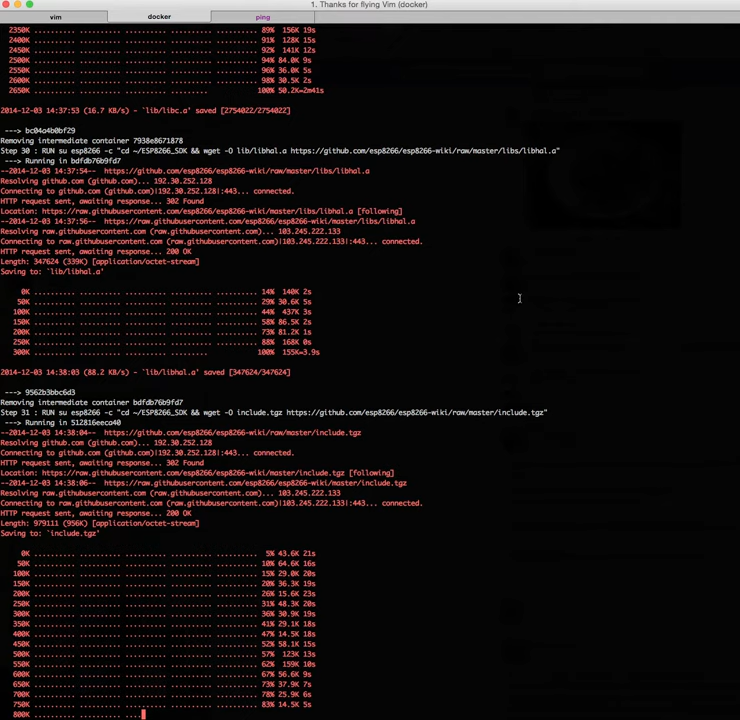 1. Thanks for flying Vim (docker)
vim docker ping
2350K .......... .......... .......... .......... .......... 89% 156K 19s
2400K .......... .......... .......... .......... .......... 91% 128K 15s
2450K .......... .......... .......... .......... .......... 92% 141K 12s
2500K .......... .......... .......... .......... .......... 94% 84.0K 9s
2550K .......... .......... .......... .......... .......... 96% 36.0K 5s
2600K .......... .......... .......... .......... .......... 98% 30.5K 2s
2650K .......... .......... .......... .......... 100% 50.2K=2m41s
2014-12-03 14:37:53 (16.7 KB/s) - `lib/libc.a' saved [2754022/2754022]
---> bc04a4b0bf29
Removing intermediate container 7938e8671878
Step 30 : RUN su esp8266 -c "cd ~/ESP8266_SDK && wget -O lib/libhal.a https://github.com/esp8266/esp8266-wiki/raw/master/libs/libhal.a"
---> Running in bdfdb76b9fd7
--2014-12-03 14:37:54-- https://github.com/esp8266/esp8266-wiki/raw/master/libs/libhal.a
Resolving github.com (github.com)... 192.30.252.128
Connecting to github.com (github.com)|192.30.252.128|:443... connected.
HTTP request sent, awaiting response... 302 Found
Location: https://raw.githubusercontent.com/esp8266/esp8266-wiki/master/libs/libhal.a [following]
--2014-12-03 14:37:56-- https://raw.githubusercontent.com/esp8266/esp8266-wiki/master/libs/libhal.a
Resolving raw.githubusercontent.com (raw.githubusercontent.com)... 103.245.222.133
Connecting to raw.githubusercontent.com (raw.githubusercontent.com)|103.245.222.133|:443... connected.
HTTP request sent, awaiting response... 200 OK
Length: 347624 (339K) [application/octet-stream]
Saving to: `lib/libhal.a'
0K .......... .......... .......... .......... .......... 14% 140K 2s
50K .......... .......... .......... .......... .......... 29% 30.6K 5s
100K .......... .......... .......... .......... .......... 44% 437K 3s
150K .......... .......... .......... .......... .......... 58% 86.5K 2s
200K .......... .......... .......... .......... .......... 73% 81.2K 1s
250K .......... .......... .......... .......... .......... 88% 168K 0s
300K .......... .......... .......... ......... 100% 155K=3.9s
2014-12-03 14:38:03 (88.2 KB/s) - `lib/libhal.a' saved [347624/347624]
---> 9562b3bbc6d3
Removing intermediate container bdfdb76b9fd7
Step 31 : RUN su esp8266 -c "cd ~/ESP8266_SDK && wget -O include.tgz https://github.com/esp8266/esp8266-wiki/raw/master/include.tgz"
---> Running in 512816eeca40
--2014-12-03 14:38:04-- https://github.com/esp8266/esp8266-wiki/raw/master/include.tgz
Resolving github.com (github.com)... 192.30.252.128
Connecting to github.com (github.com)|192.30.252.128|:443... connected.
HTTP request sent, awaiting response... 302 Found
Location: https://raw.githubusercontent.com/esp8266/esp8266-wiki/master/include.tgz [following]
--2014-12-03 14:38:06-- https://raw.githubusercontent.com/esp8266/esp8266-wiki/master/include.tgz
Resolving raw.githubusercontent.com (raw.githubusercontent.com)... 103.245.222.133
Connecting to raw.githubusercontent.com (raw.githubusercontent.com)|103.245.222.133|:443... connected.
HTTP request sent, awaiting response... 200 OK
Length: 979111 (956K) [application/octet-stream]
Saving to: `include.tgz'
0K .......... .......... .......... .......... .......... 5% 43.6K 21s
50K .......... .......... .......... .......... .......... 10% 64.6K 16s
100K .......... .......... .......... .......... .......... 15% 29.0K 20s
150K .......... .......... .......... .......... .......... 20% 36.3K 19s
200K .......... .......... .......... .......... .......... 26% 15.6K 23s
250K .......... .......... .......... .......... .......... 31% 48.3K 20s
300K .......... .......... .......... .......... .......... 36% 30.9K 19s
350K .......... .......... .......... .......... .......... 41% 29.1K 18s
400K .......... .......... .......... .......... .......... 47% 14.5K 18s
450K .......... .......... .......... .......... .......... 52% 58.1K 15s
500K .......... .......... .......... .......... .......... 57% 123K 13s
550K .......... .......... .......... .......... .......... 62% 159K 10s
600K .......... .......... .......... .......... .......... 67% 56.6K 9s
650K .......... .......... .......... .......... .......... 73% 37.9K 7s
700K .......... .......... .......... .......... .......... 78% 25.9K 6s
750K .......... .......... .......... .......... .......... 83% 14.5K 5s
800K .......... .......... ....